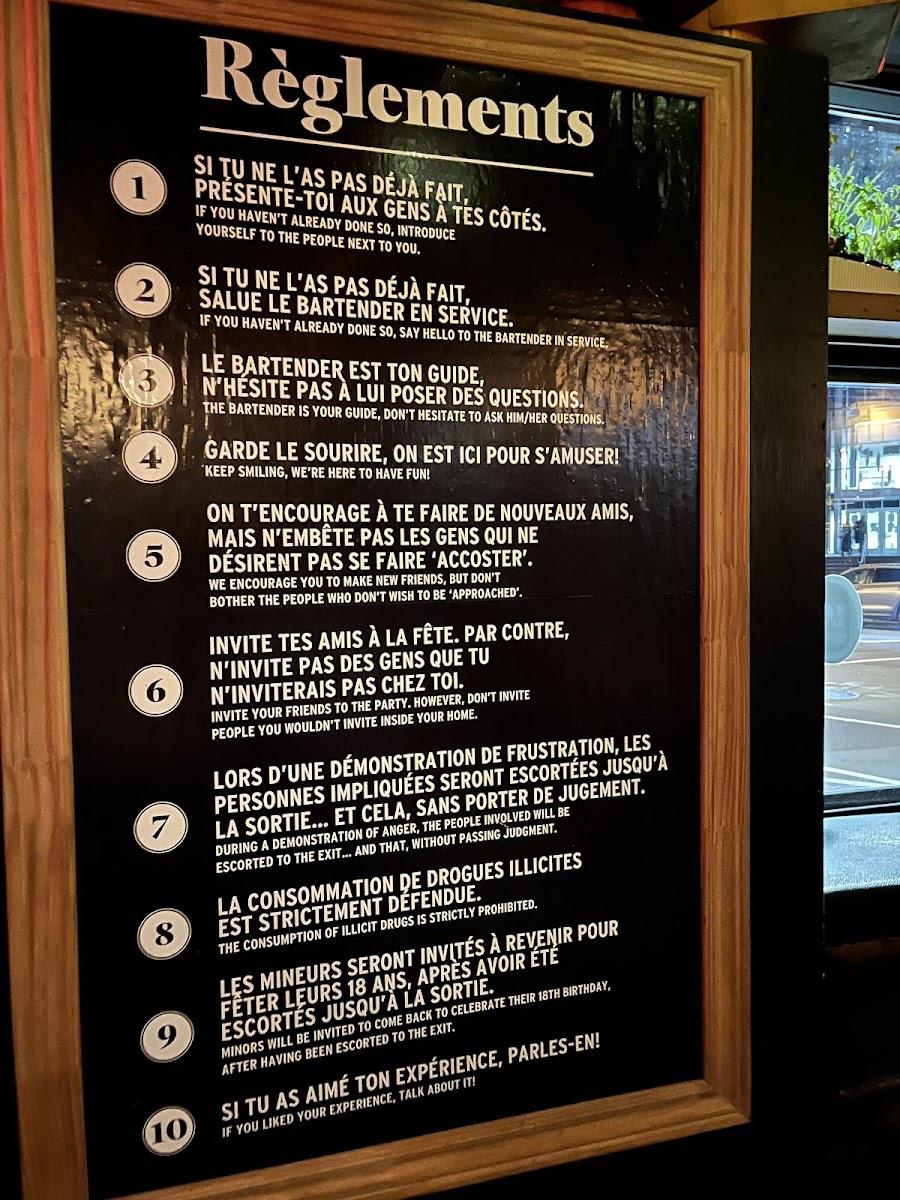 Règlements
1
SI TU NE L'AS PAS DÉJÀ FAIT,
PRÉSENTE-TOI AUX GENS À TES CÔTÉS.
IF YOU HAVEN'T ALREADY DONE SO, INTRODUCE
YOURSELF TO THE PEOPLE NEXT TO YOU.
2
SI TU NE L'AS PAS DÉJÀ FAIT,
SALUE LE BARTENDER EN SERVICE.
IF YOU HAVEN'T ALREADY DONE SO, SAY HELLO TO THE BARTENDER IN SERVICE.
3
LE BARTENDER EST TON GUIDE,
N'HÉSITE PAS À LUI POSER DES QUESTIONS.
THE BARTENDER IS YOUR GUIDE, DON'T HESITATE TO ASK HIM/HER QUESTIONS.
4
GARDE LE SOURIRE, ON EST ICI POUR S'AMUSER!
KEEP SMILING, WE'RE HERE TO HAVE FUN!
5
ON T'ENCOURAGE À TE FAIRE DE NOUVEAUX AMIS,
MAIS N'EMBÊTE PAS LES GENS QUI NE
DÉSIRENT PAS SE FAIRE 'ACCOSTER'.
WE ENCOURAGE YOU TO MAKE NEW FRIENDS, BUT DON'T
BOTHER THE PEOPLE WHO DON'T WISH TO BE 'APPROACHED'.
6
INVITE TES AMIS À LA FÊTE. PAR CONTRE,
N'INVITE PAS DES GENS QUE TU
N'INVITERAIS PAS CHEZ TOI.
INVITE YOUR FRIENDS TO THE PARTY. HOWEVER, DON'T INVITE
PEOPLE YOU WOULDN'T INVITE INSIDE YOUR HOME.
7
LORS D'UNE DÉMONSTRATION DE FRUSTRATION, LES
PERSONNES IMPLIQUÉES SERONT ESCORTÉES JUSQU'À
LA SORTIE... ET CELA, SANS PORTER DE JUGEMENT.
DURING A DEMONSTRATION OF ANGER, THE PEOPLE INVOLVED WILL BE
ESCORTED TO THE EXIT... AND THAT, WITHOUT PASSING JUDGMENT.
8
LA CONSOMMATION DE DROGUES ILLICITES
EST STRICTEMENT DÉFENDUE.
THE CONSUMPTION OF ILLICIT DRUGS IS STRICTLY PROHIBITED.
9
LES MINEURS SERONT INVITÉS À REVENIR POUR
FÊTER LEURS 18 ANS, APRÈS AVOIR ÉTÉ
ESCORTÉS JUSQU'À LA SORTIE.
MINORS WILL BE INVITED TO COME BACK TO CELEBRATE THEIR 18TH BIRTHDAY,
AFTER HAVING BEEN ESCORTED TO THE EXIT.
10
SI TU AS AIMÉ TON EXPÉRIENCE, PARLES-EN!
IF YOU LIKED YOUR EXPERIENCE, TALK ABOUT IT!